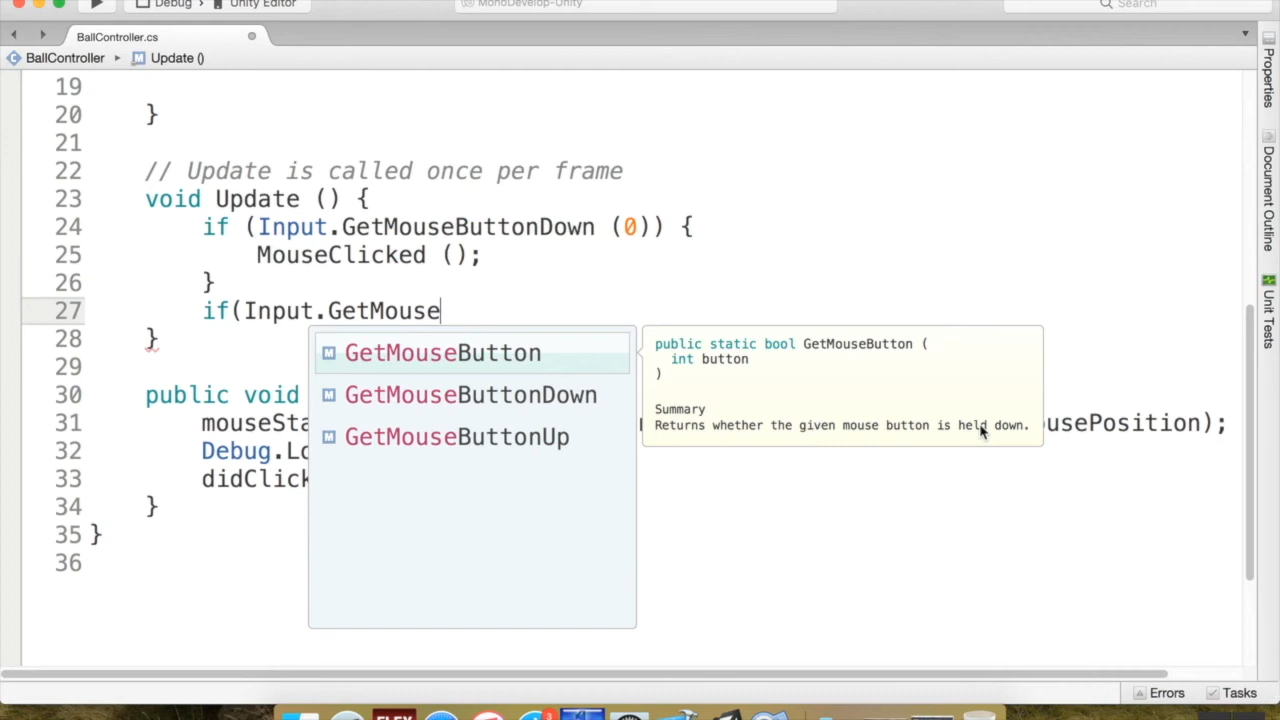 Debug
Unity Editor
MonoDevelop-Unity
Search
BallController.cs
BallController
M Update ()
19
20 }
21
22 // Update is called once per frame
23 void Update () {
24 if (Input.GetMouseButtonDown (0)) {
25 MouseClicked ();
26 }
27 if(Input.GetMouse
28 }
29
30 public void
31 mouseSta usePosition);
32 Debug.Lo
33 didClick
34 }
35 }
36
M GetMouseButton
M GetMouseButtonDown
M GetMouseButtonUp
public static bool GetMouseButton (
int button
)
Summary
Returns whether the given mouse button is held down.
Properties
Document Outline
Unit Tests
Errors
Tasks
3